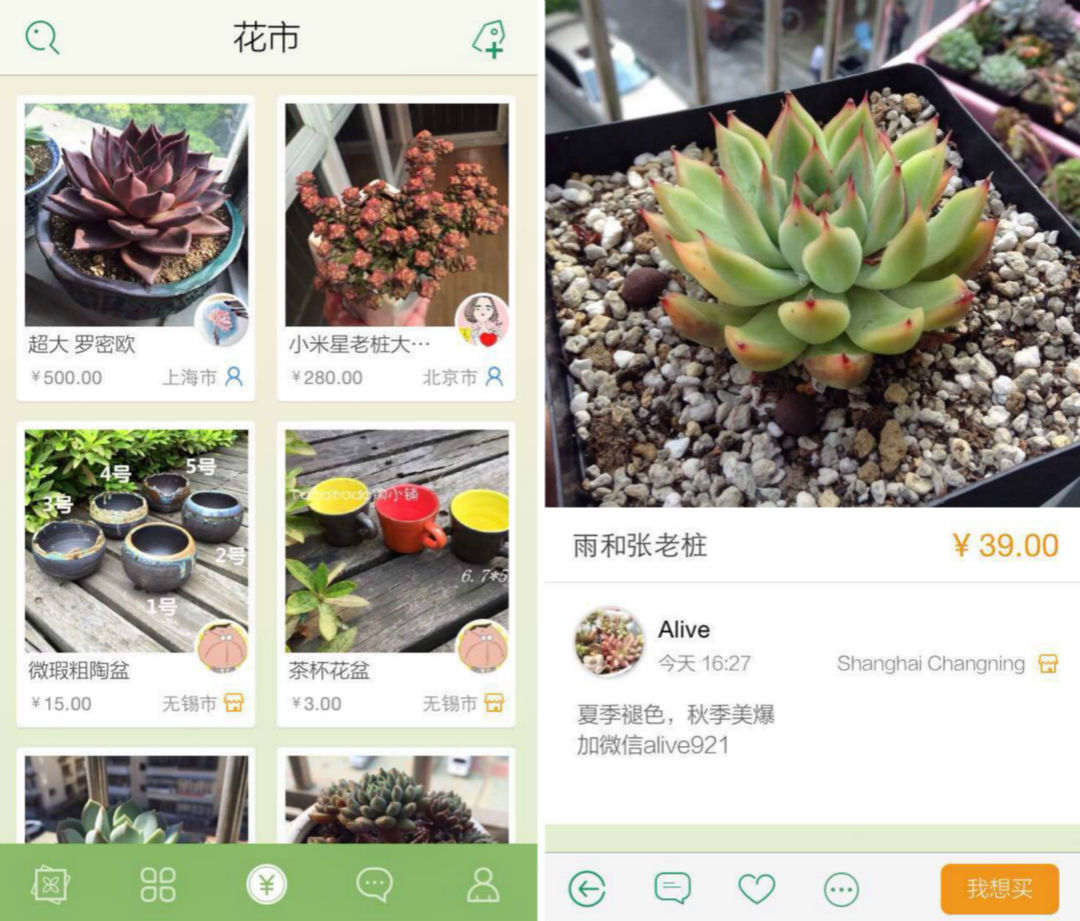 花市
超大 罗密欧
¥500.00
上海市
小米星老桩大…
¥280.00
北京市
4号
5号
3号
2号
1号
微瑕粗陶盆
¥15.00
无锡市
6.7*5
茶杯花盆
¥3.00
无锡市
¥
雨和张老桩
¥ 39.00
Alive
今天 16:27
Shanghai Changning
夏季褪色，秋季美爆
加微信alive921
我想买